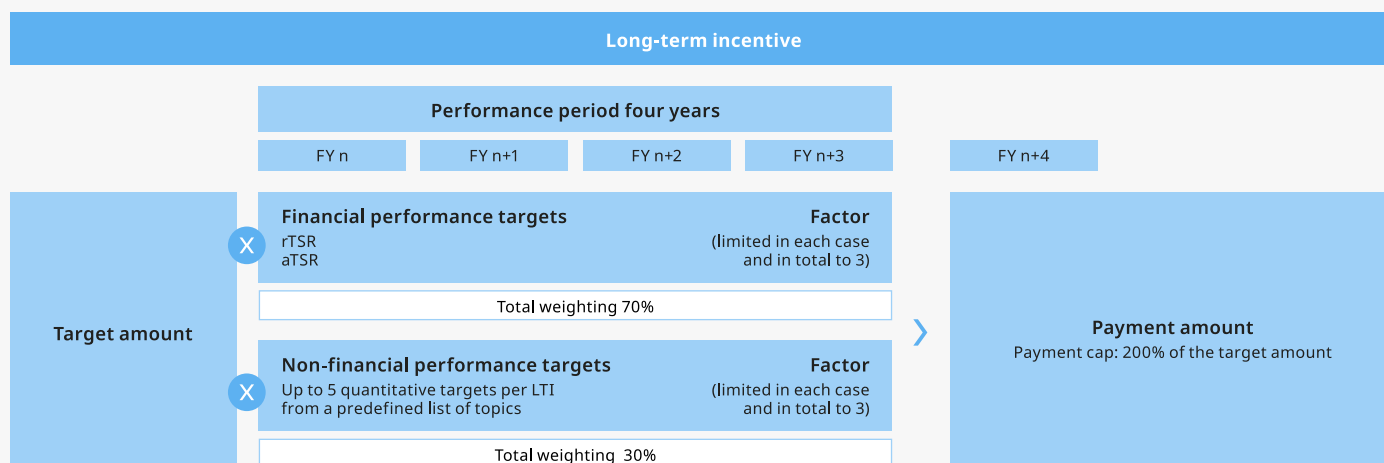 Long-term incentive
Performance period four years
FY n
FY n+1
FY n+2
FY n+3
FY n+4
Target amount
X
Financial performance targets
rTSR
aTSR
Factor
(limited in each case
and in total to 3)
Total weighting 70%
X
Non-financial performance targets
Up to 5 quantitative targets per LTI
from a predefined list of topics
Factor
(limited in each case
and in total to 3)
Total weighting 30%
Payment amount
Payment cap: 200% of the target amount